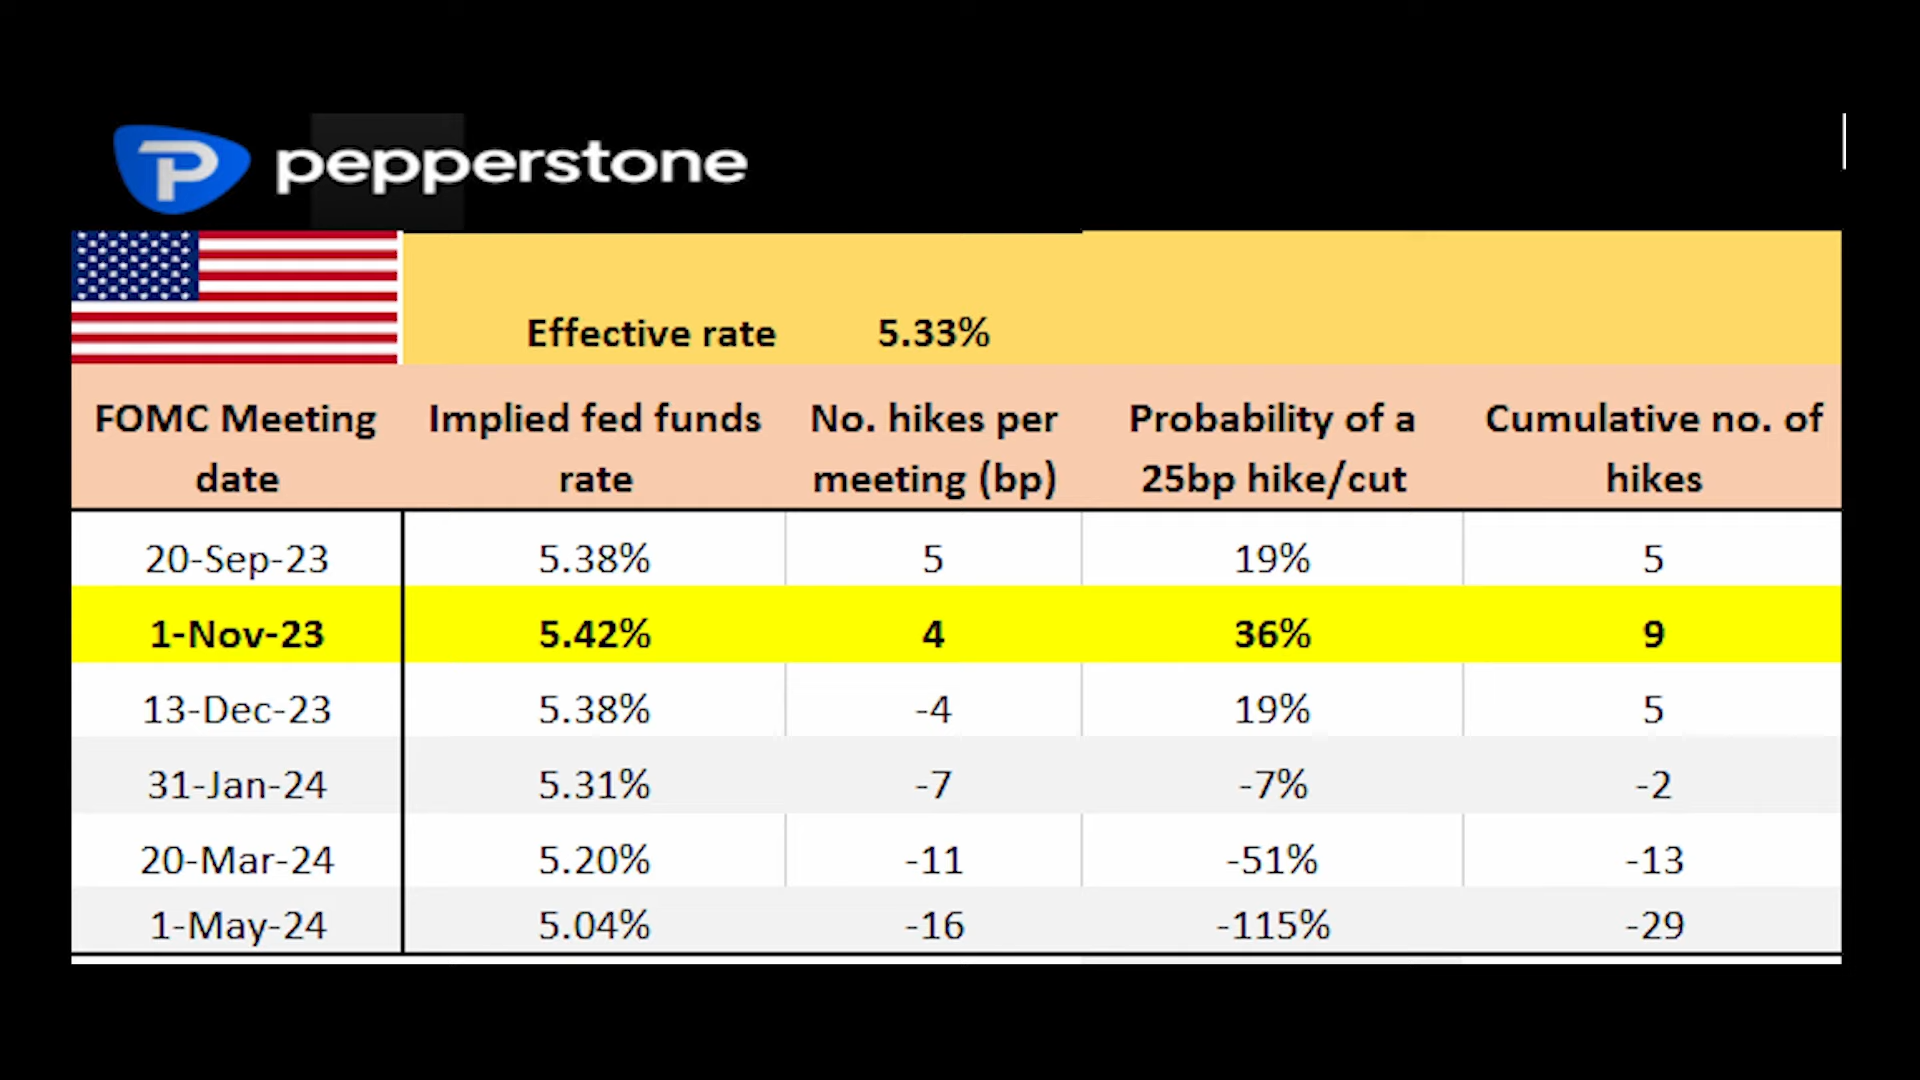 pepperstone
Effective rate 5.33%
FOMC Meeting date Implied fed funds rate No. hikes per meeting (bp) Probability of a 25bp hike/cut Cumulative no. of hikes
20-Sep-23 5.38% 5 19% 5
1-Nov-23 5.42% 4 36% 9
13-Dec-23 5.38% -4 19% 5
31-Jan-24 5.31% -7 -7% -2
20-Mar-24 5.20% -11 -51% -13
1-May-24 5.04% -16 -115% -29